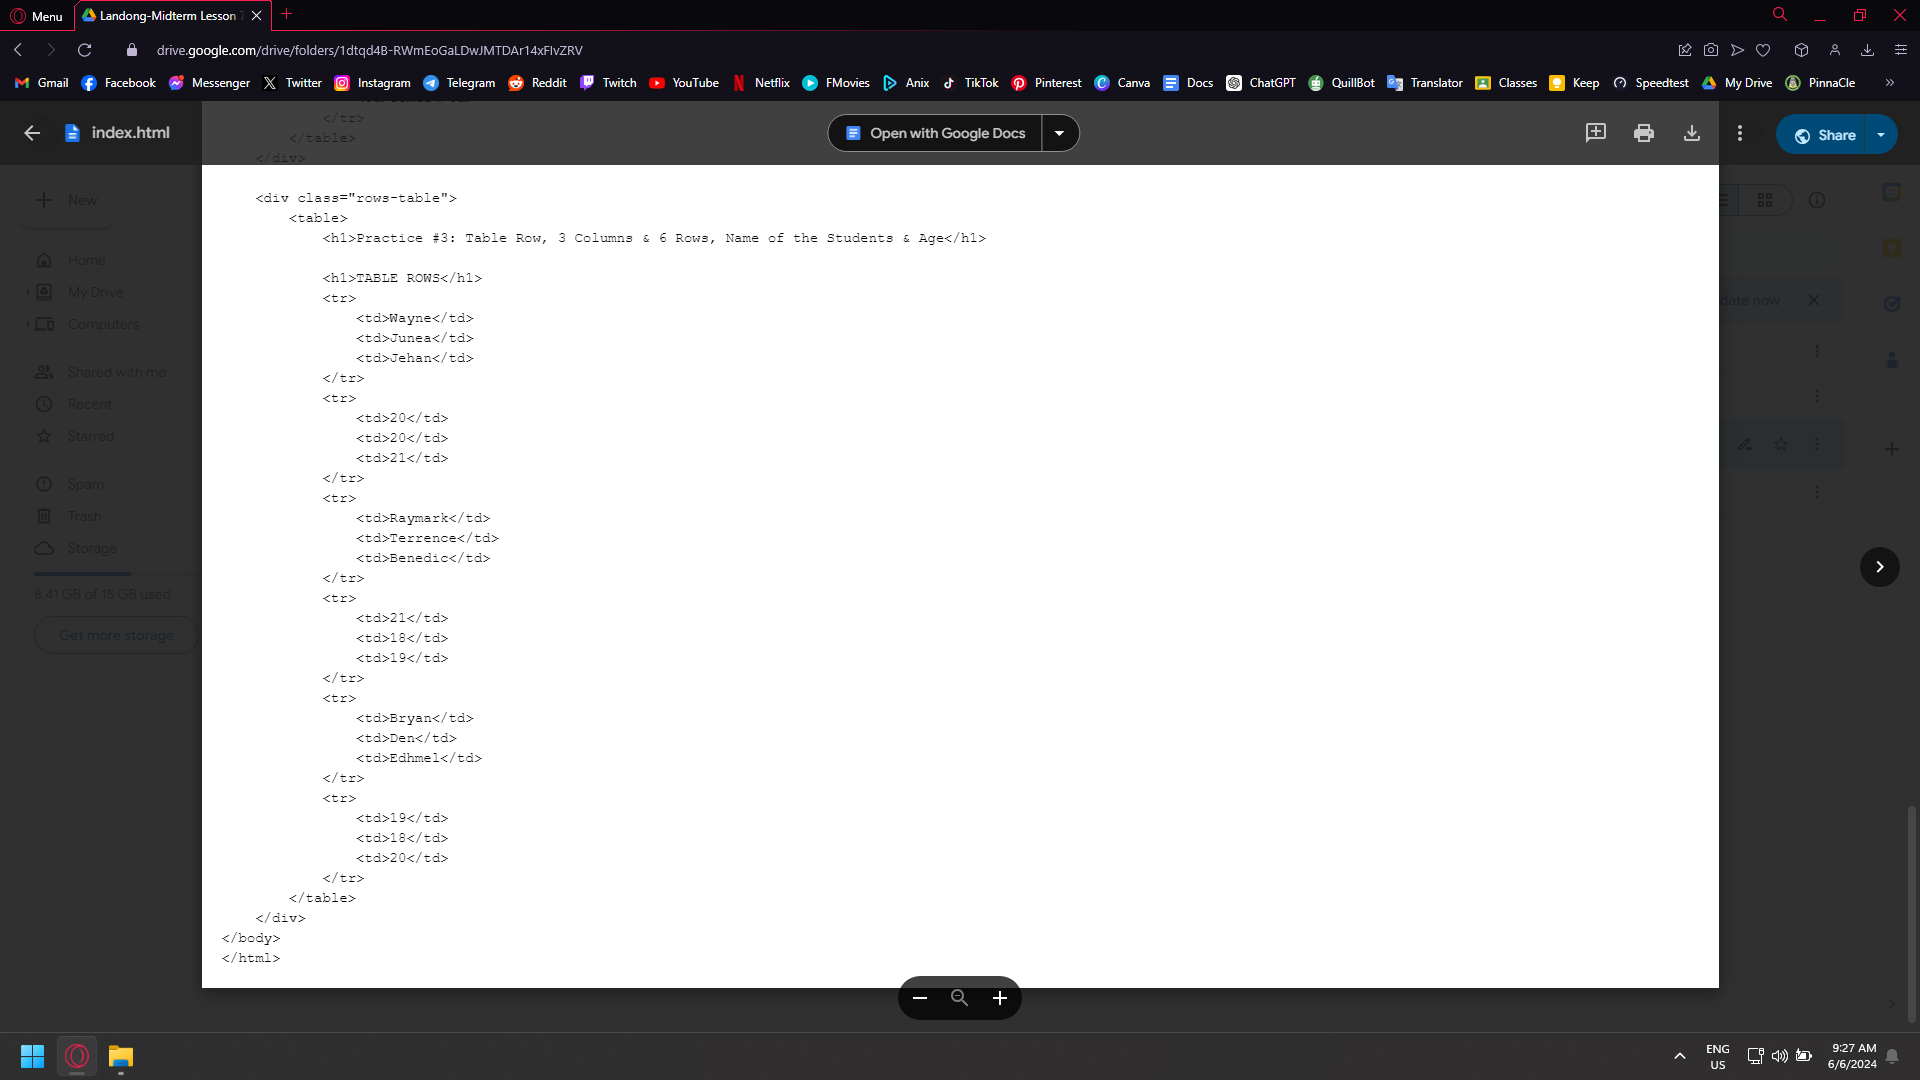 Menu
Landong-Midterm Lesson 7
drive.google.com/drive/folders/1dtqd4B-RWmEoGaLDwJMTDAr14xFIvZRV
Gmail Facebook Messenger Twitter Instagram Telegram Reddit Twitch YouTube Netflix FMovies Anix TikTok Pinterest Canva Docs ChatGPT QuillBot Translator Classes Keep Speedtest My Drive PinnaCle »
</tr>
index.html
Open with Google Docs
Share
</table>
</div>
New
Home
My Drive
Computers
Shared with me
Recent
Starred
Spam
Trash
Storage
8.41 GB of 15 GB used
Get more storage
date now
<div class="rows-table">
<table>
<h1>Practice #3: Table Row, 3 Columns & 6 Rows, Name of the Students & Age</h1>
<h1>TABLE ROWS</h1>
<tr>
<td>Wayne</td>
<td>Junea</td>
<td>Jehan</td>
</tr>
<tr>
<td>20</td>
<td>20</td>
<td>21</td>
</tr>
<tr>
<td>Raymark</td>
<td>Terrence</td>
<td>Benedic</td>
</tr>
<tr>
<td>21</td>
<td>18</td>
<td>19</td>
</tr>
<tr>
<td>Bryan</td>
<td>Den</td>
<td>Edhmel</td>
</tr>
<tr>
<td>19</td>
<td>18</td>
<td>20</td>
</tr>
</table>
</div>
</body>
</html>
ENG
US
9:27 AM
6/6/2024